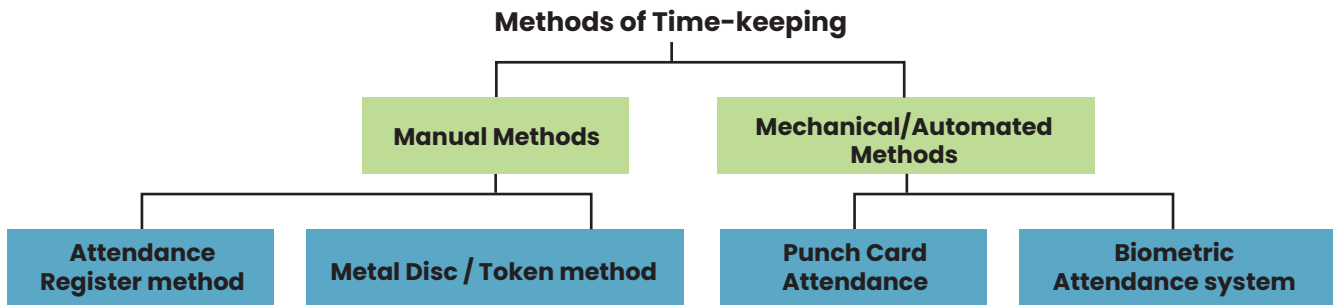 Methods of Time-keeping
Manual Methods
Mechanical/Automated
Methods
Attendance
Register method
Metal Disc / Token method
Punch Card
Attendance
Biometric
Attendance system